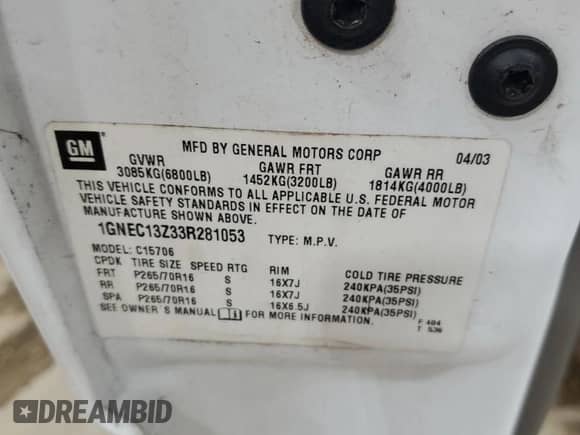 GM
MFD BY GENERAL MOTORS CORP 04/03
GVWR GAWR FRT GAWR RR
3085KG(6800LB) 1452KG(3200LB) 1814KG(4000LB)
THIS VEHICLE CONFORMS TO ALL APPLICABLE U.S. FEDERAL MOTOR
VEHICLE SAFETY STANDARDS IN EFFECT ON THE DATE OF
MANUFACTURE SHOWN ABOVE.
1GNEC13Z33R281053 TYPE: M.P.V.
MODEL: C15706
CPDK TIRE SIZE SPEED RTG RIM COLD TIRE PRESSURE
FRT P265/70R16 S 16X7J 240KPA(35PSI)
RR P265/70R16 S 16X7J 240KPA(35PSI)
SPA P265/70R16 S 16X6.5J 240KPA(35PSI)
SEE OWNER'S MANUAL FOR MORE INFORMATION.
F 484
T 536
DREAMBID